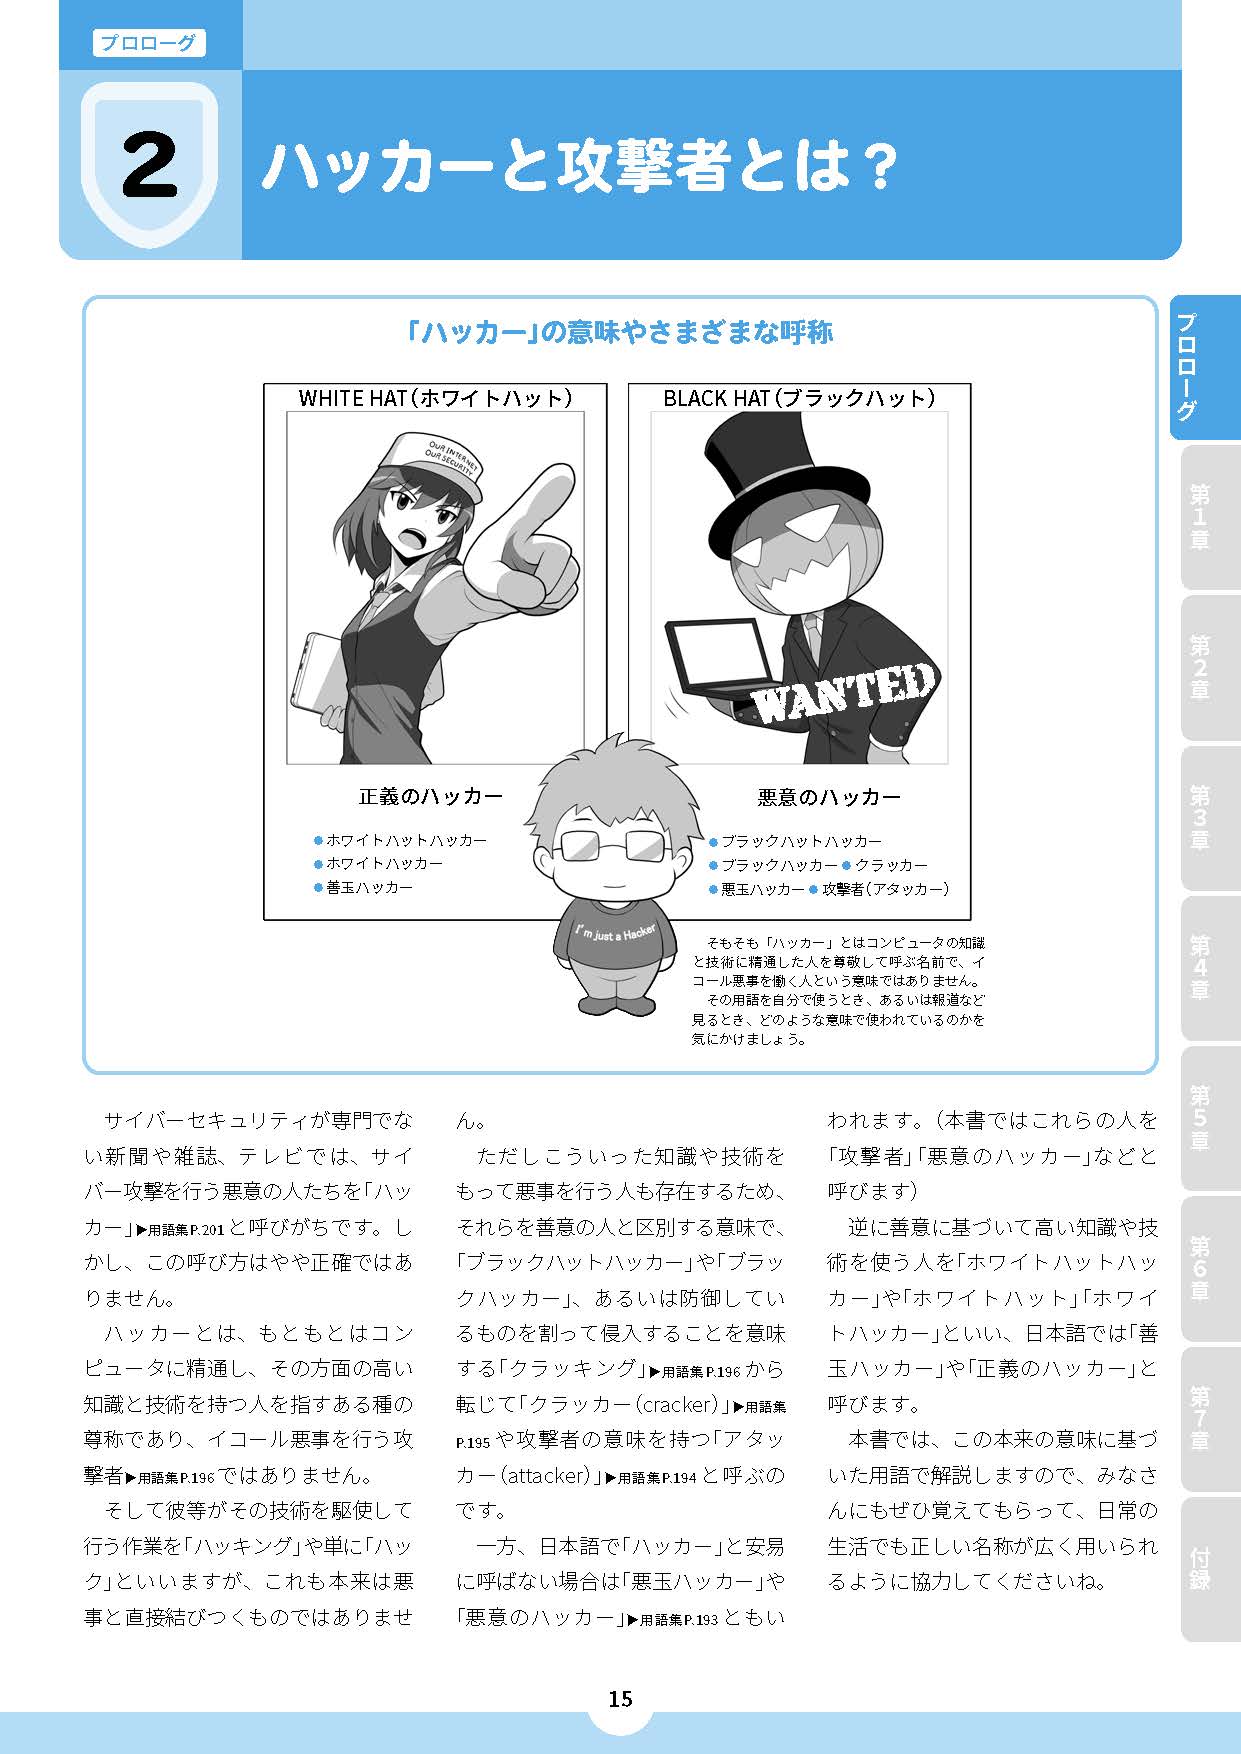 プロローグ
2
ハッカーと攻撃者とは？
「ハッカー」の意味やさまざまな呼称
WHITE HAT（ホワイトハット）
OUR INTERNET
OUR SECURITY
正義のハッカー
●ホワイトハットハッカー
●ホワイトハッカー
●善玉ハッカー
BLACK HAT（ブラックハット）
WANTED
悪意のハッカー
●ブラックハットハッカー
●ブラックハッカー ●クラッカー
●悪玉ハッカー ●攻撃者（アタッカー）
I'm just a Hacker
そもそも「ハッカー」とはコンピュータの知識
と技術に精通した人を尊敬して呼ぶ名前で、イ
コール悪事を働く人という意味ではありません。
その用語を自分で使うとき、あるいは報道など
見るとき、どのような意味で使われているのかを
気にかけましょう。
サイバーセキュリティが専門でな
い新聞や雑誌、テレビでは、サイ
バー攻撃を行う悪意の人たちを「ハッ
カー」▶用語集P.201と呼びがちです。し
かし、この呼び方はやや正確ではあ
りません。
ハッカーとは、もともとはコン
ピュータに精通し、その方面の高い
知識と技術を持つ人を指すある種の
尊称であり、イコール悪事を行う攻
撃者▶用語集P.196ではありません。
そして彼等がその技術を駆使して
行う作業を「ハッキング」や単に「ハッ
ク」といいますが、これも本来は悪
事と直接結びつくものではありませ
ん。
ただしこういった知識や技術を
もって悪事を行う人も存在するため、
それらを善意の人と区別する意味で、
「ブラックハットハッカー」や「ブラッ
クハッカー」、あるいは防御してい
るものを割って侵入することを意味
する「クラッキング」▶用語集P.196から
転じて「クラッカー（cracker）」▶用語集
P.195や攻撃者の意味を持つ「アタッ
カー（attacker）」▶用語集P.194と呼ぶの
です。
一方、日本語で「ハッカー」と安易
に呼ばない場合は「悪玉ハッカー」や
「悪意のハッカー」▶用語集P.193ともい
われます。（本書ではこれらの人を
「攻撃者」「悪意のハッカー」などと
呼びます）
逆に善意に基づいて高い知識や技
術を使う人を「ホワイトハットハッ
カー」や「ホワイトハット」「ホワイ
トハッカー」といい、日本語では「善
玉ハッカー」や「正義のハッカー」と
呼びます。
本書では、この本来の意味に基づ
いた用語で解説しますので、みなさ
んにもぜひ覚えてもらって、日常の
生活でも正しい名称が広く用いられ
るように協力してくださいね。
プロローグ
第1章
第2章
第3章
第4章
第5章
第6章
第7章
付録
15